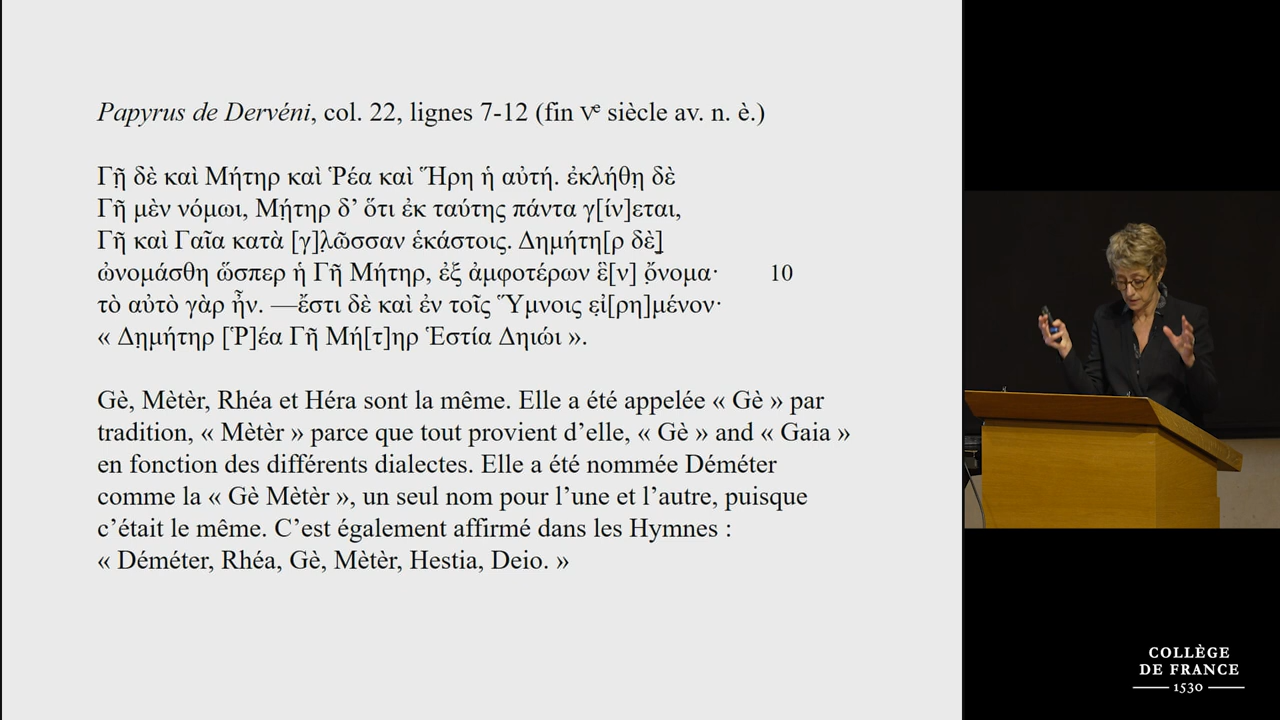 Papyrus de Dervéni, col. 22, lignes 7-12 (fin Ve siècle av. n. è.)
Γῆ̣ δὲ καὶ Μήτηρ καὶ Ῥέα καὶ Ἥρη ἡ αὐτή. ἐκλήθη̣ δὲ
Γῆ μὲν νόμωι, Μή̣τηρ δ’ ὅτι ἐκ ταύτης πάντα γ[ίν]εται,
Γῆ καὶ Γαῖα κατὰ [γ]λ̣ῶσσαν ἑκάστοις. Δημήτη[ρ δὲ]
ὠνομάσθη ὥσπερ ἡ Γῆ Μήτηρ, ἐξ ἀμφοτέρων ἓ̣[ν] ὄ̣νομα· 10
τὸ αὐτὸ γὰρ ἦν. —ἔστι δὲ καὶ ἐν τοῖς Ὕμνοις ε̣ἰ[ρη]μένον·
« Δη̣μήτηρ [Ῥ]έα Γῆ Μή[τ]ηρ Ἑστία Δηιώι ».
Gè, Mètèr, Rhéa et Héra sont la même. Elle a été appelée « Gè » par
tradition, « Mètèr » parce que tout provient d’elle, « Gè » and « Gaia »
en fonction des différents dialectes. Elle a été nommée Déméter
comme la « Gè Mètèr », un seul nom pour l’une et l’autre, puisque
c’était le même. C’est également affirmé dans les Hymnes :
« Déméter, Rhéa, Gè, Mètèr, Hestia, Deio. »
COLLÈGE
DE FRANCE
1530